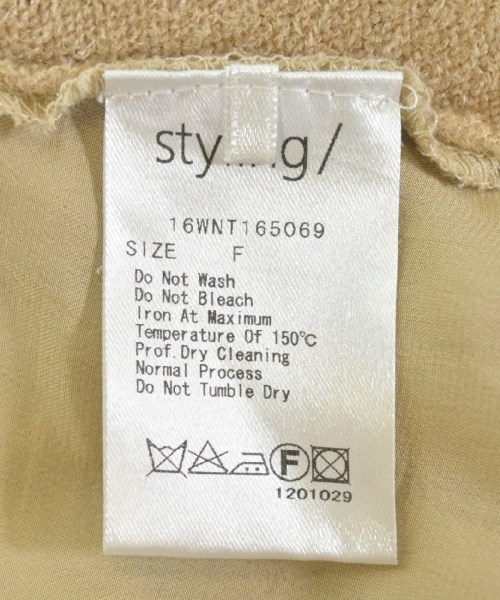 16WNT165069
SIZE F
Do Not Wash
Do Not Bleach
Iron At Maximum
Temperature Of 150℃
Prof.Dry Cleaning
Normal Process
Do Not Tumble Dry
F
1201029